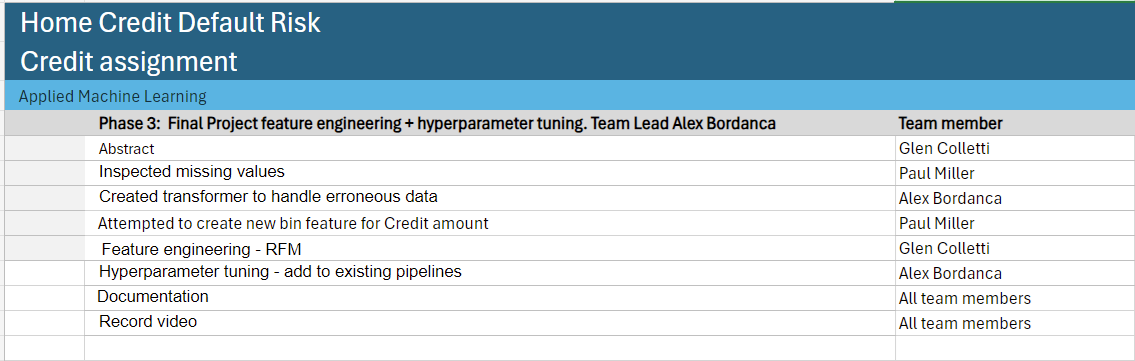 Home Credit Default Risk
Credit assignment
Applied Machine Learning
Phase 3:  Final Project feature engineering + hyperparameter tuning. Team Lead Alex Bordanca Team member
Abstract Glen Colletti
Inspected missing values Paul Miller
Created transformer to handle erroneous data Alex Bordanca
Attempted to create new bin feature for Credit amount Paul Miller
Feature engineering - RFM Glen Colletti
Hyperparameter tuning - add to existing pipelines Alex Bordanca
Documentation All team members
Record video All team members